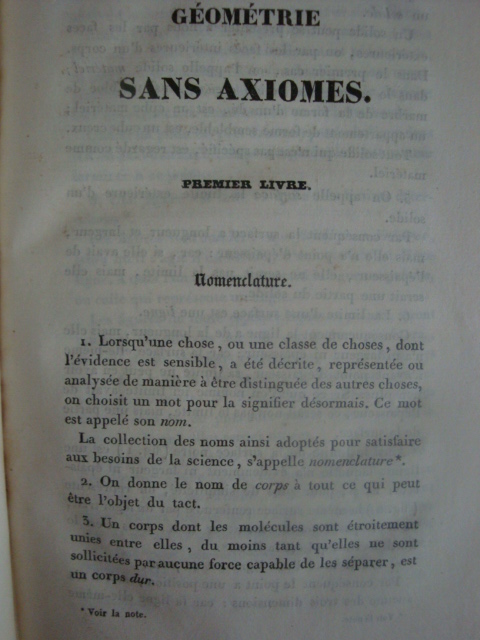 GÉOMÉTRIE
SANS AXIOMES.
PREMIER LIVRE.
Nomenclature.
1. Lorsqu'une chose, ou une classe de choses, dont
l'évidence est sensible, a été décrite, représentée ou
analysée de manière à être distinguée des autres choses,
on choisit un mot pour la signifier désormais. Ce mot
est appelé son nom.
La collection des noms ainsi adoptés pour satisfaire
aux besoins de la science, s'appelle nomenclature*.
2. On donne le nom de corps à tout ce qui peut
être l'objet du tact.
3. Un corps dont les molécules sont étroitement
unies entre elles, du moins tant qu'elles ne sont
sollicitées par aucune force capable de les séparer, est
un corps dur.
* Voir la note.